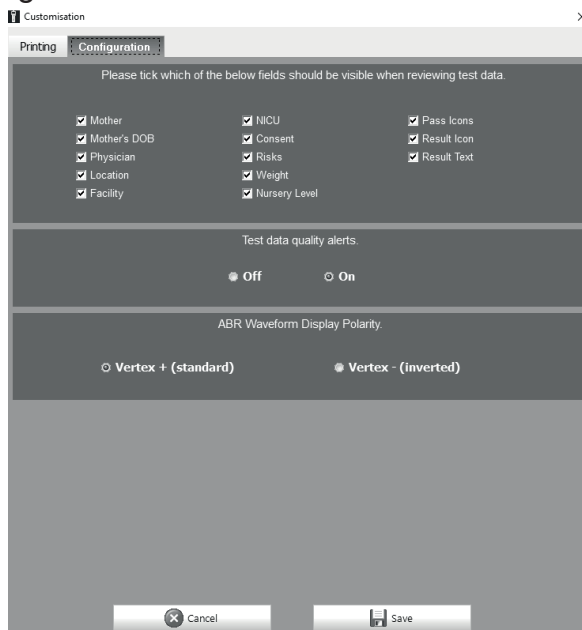 Customisation
Printing Configuration
Please tick which of the below fields should be visible when reviewing test data.
Mother NICU Pass Icons
Mother's DOB Consent Result Icon
Physician Risks Result Text
Location Weight
Facility Nursery Level
Test data quality alerts.
Off On
ABR Waveform Display Polarity.
Vertex + (standard) Vertex - (inverted)
Cancel Save